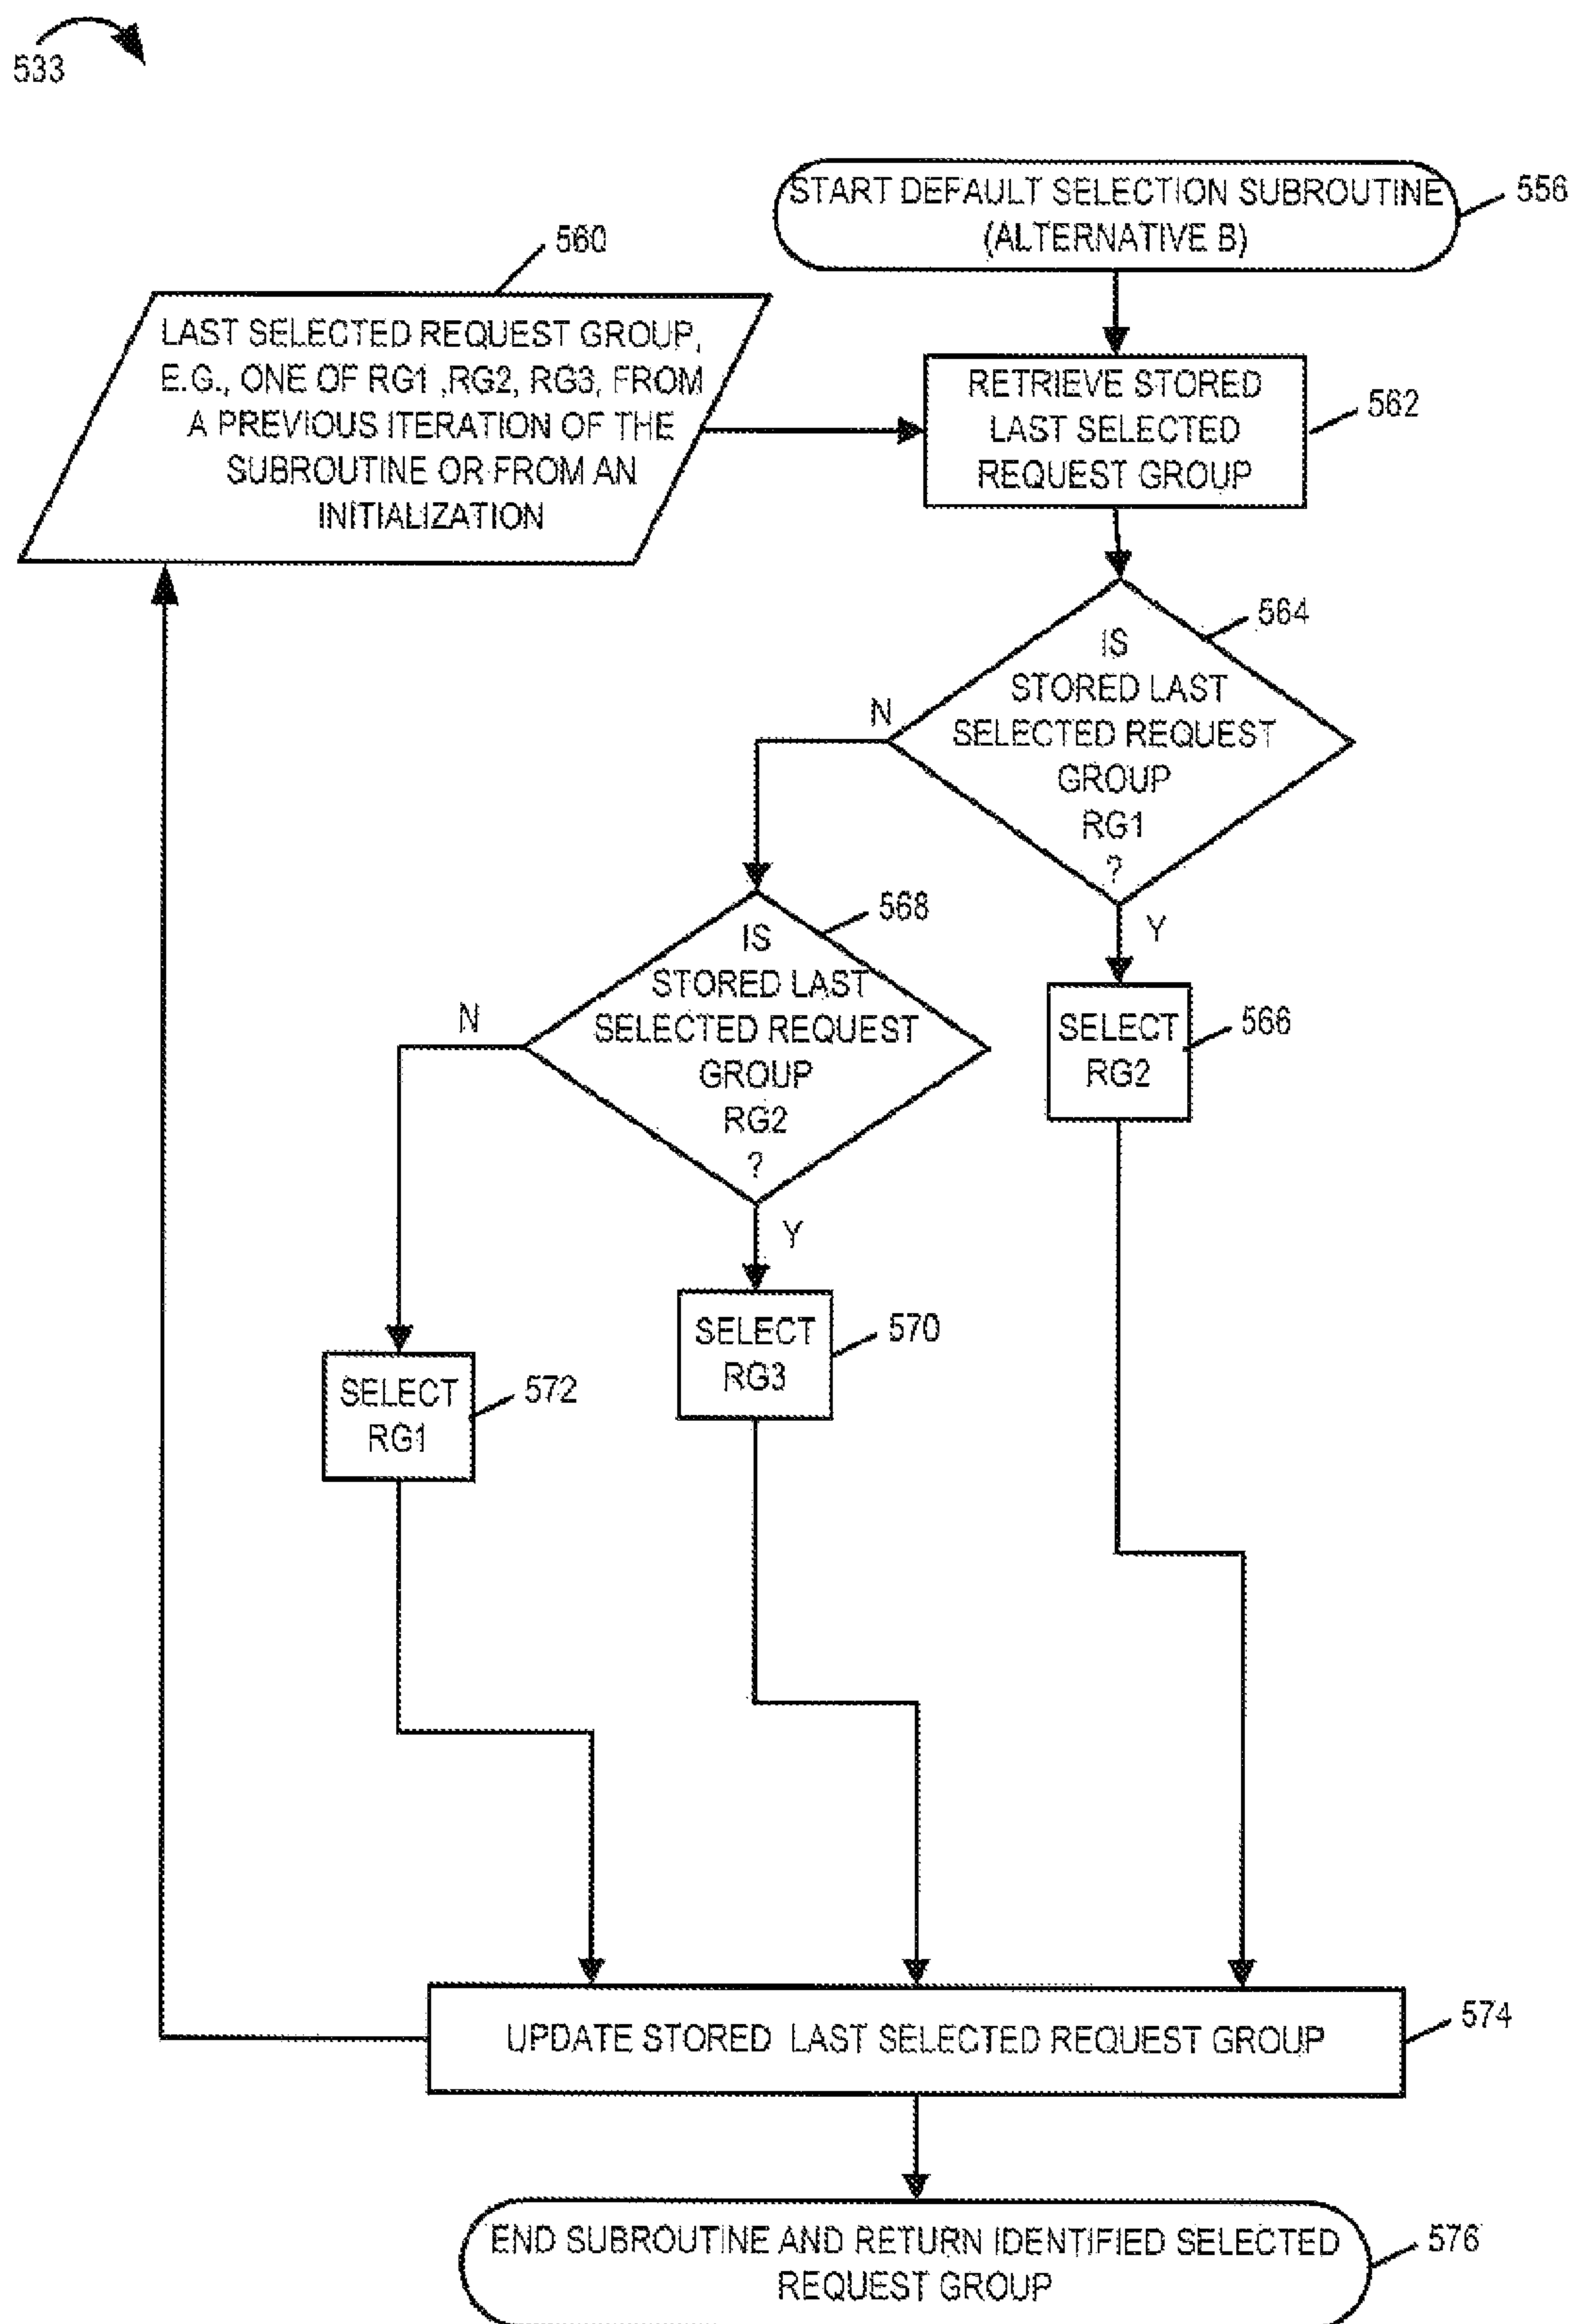 533
START DEFAULT SELECTION SUBROUTINE
(ALTERNATIVE B)
556
560
LAST SELECTED REQUEST GROUP,
E.G., ONE OF RG1 ,RG2, RG3, FROM
A PREVIOUS ITERATION OF THE
SUBROUTINE OR FROM AN
INITIALIZATION
RETRIEVE STORED
LAST SELECTED
REQUEST GROUP
562
564
IS
STORED LAST
SELECTED REQUEST
GROUP
RG1
?
N
Y
568
IS
STORED LAST
SELECTED REQUEST
GROUP
RG2
?
N
Y
SELECT
RG2
566
SELECT
RG3
570
SELECT
RG1
572
UPDATE STORED LAST SELECTED REQUEST GROUP
574
END SUBROUTINE AND RETURN IDENTIFIED SELECTED
REQUEST GROUP
576